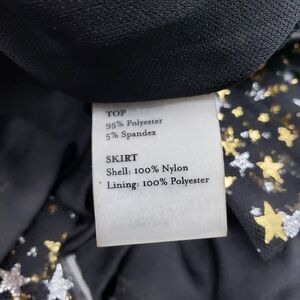 TOP
95% Polyester
5% Spandex
SKIRT
Shell: 100% Nylon
Lining: 100% Polyester